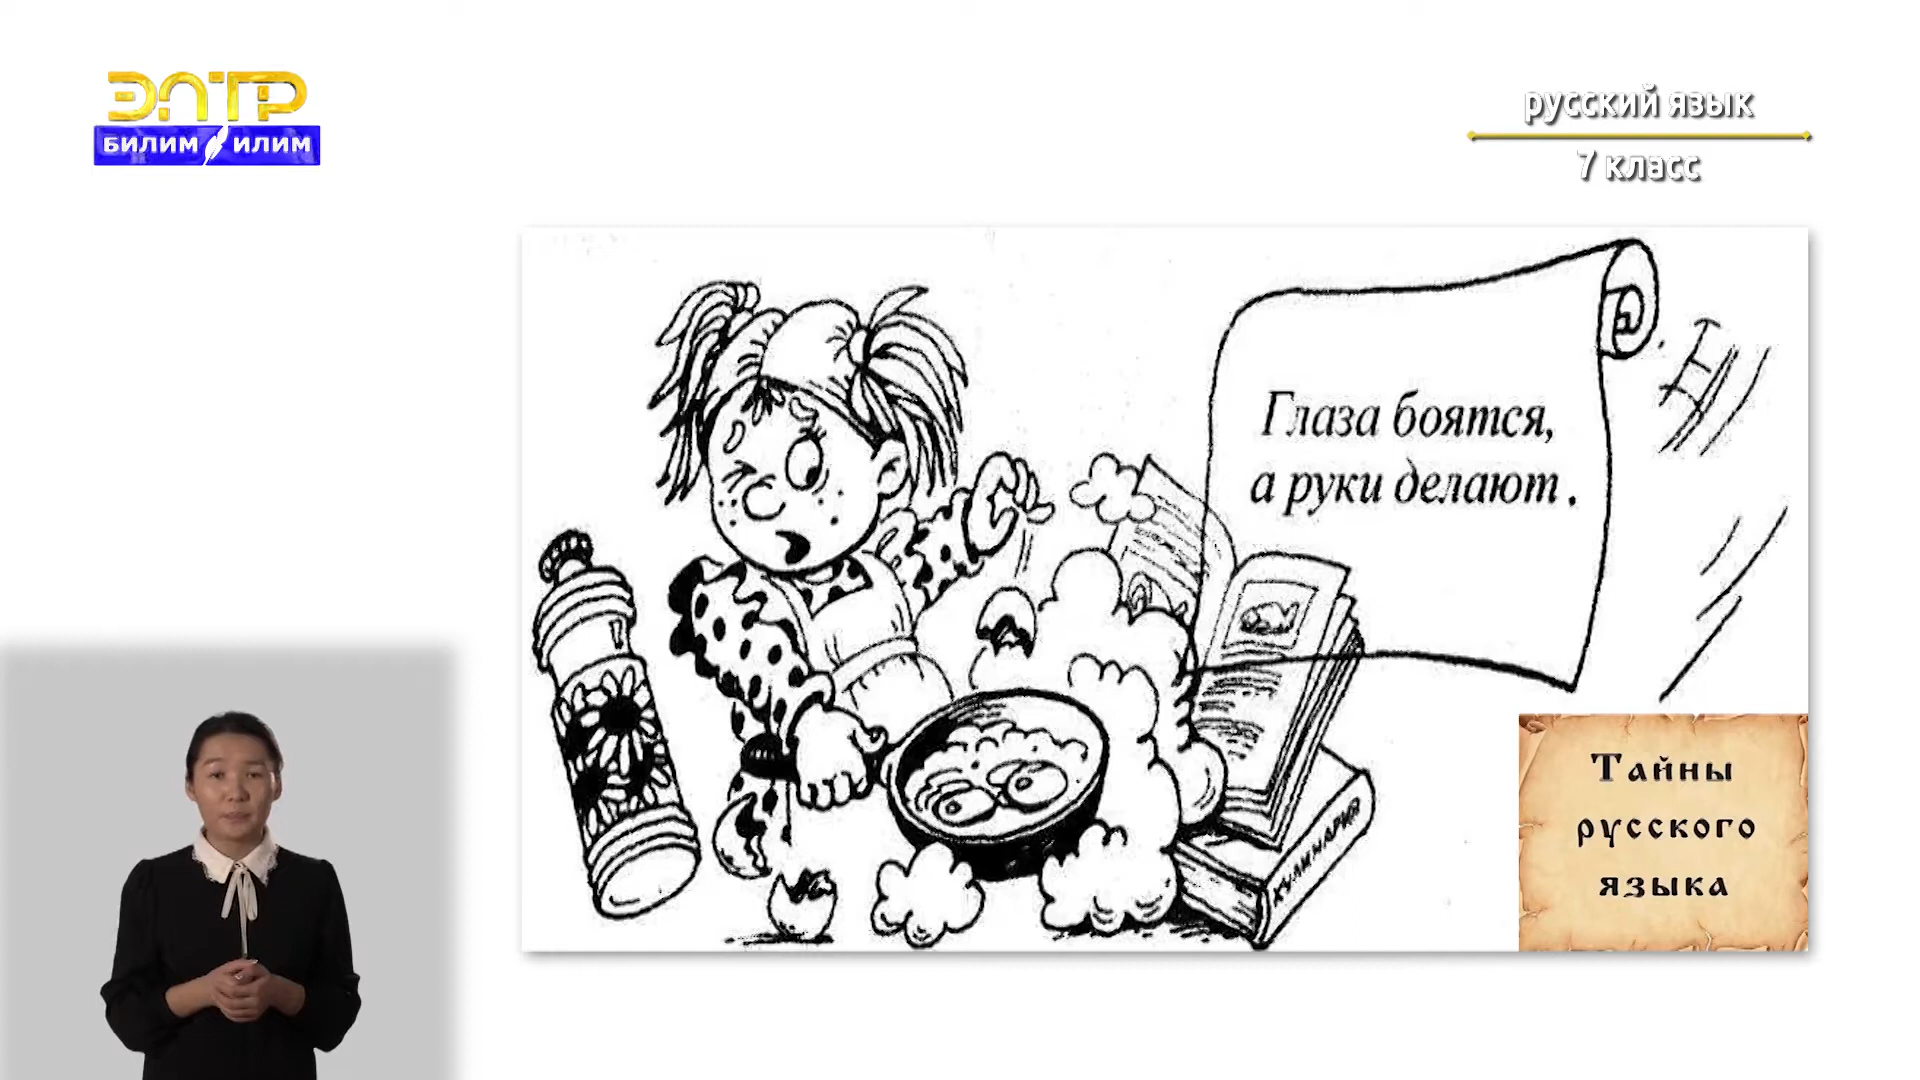 ЭЛТР
БИЛИМ ИЛИМ
русский язык
7 класс
Глаза боятся,
а руки делают.
КУЛИНАРИЯ
Тайны
русского
языка